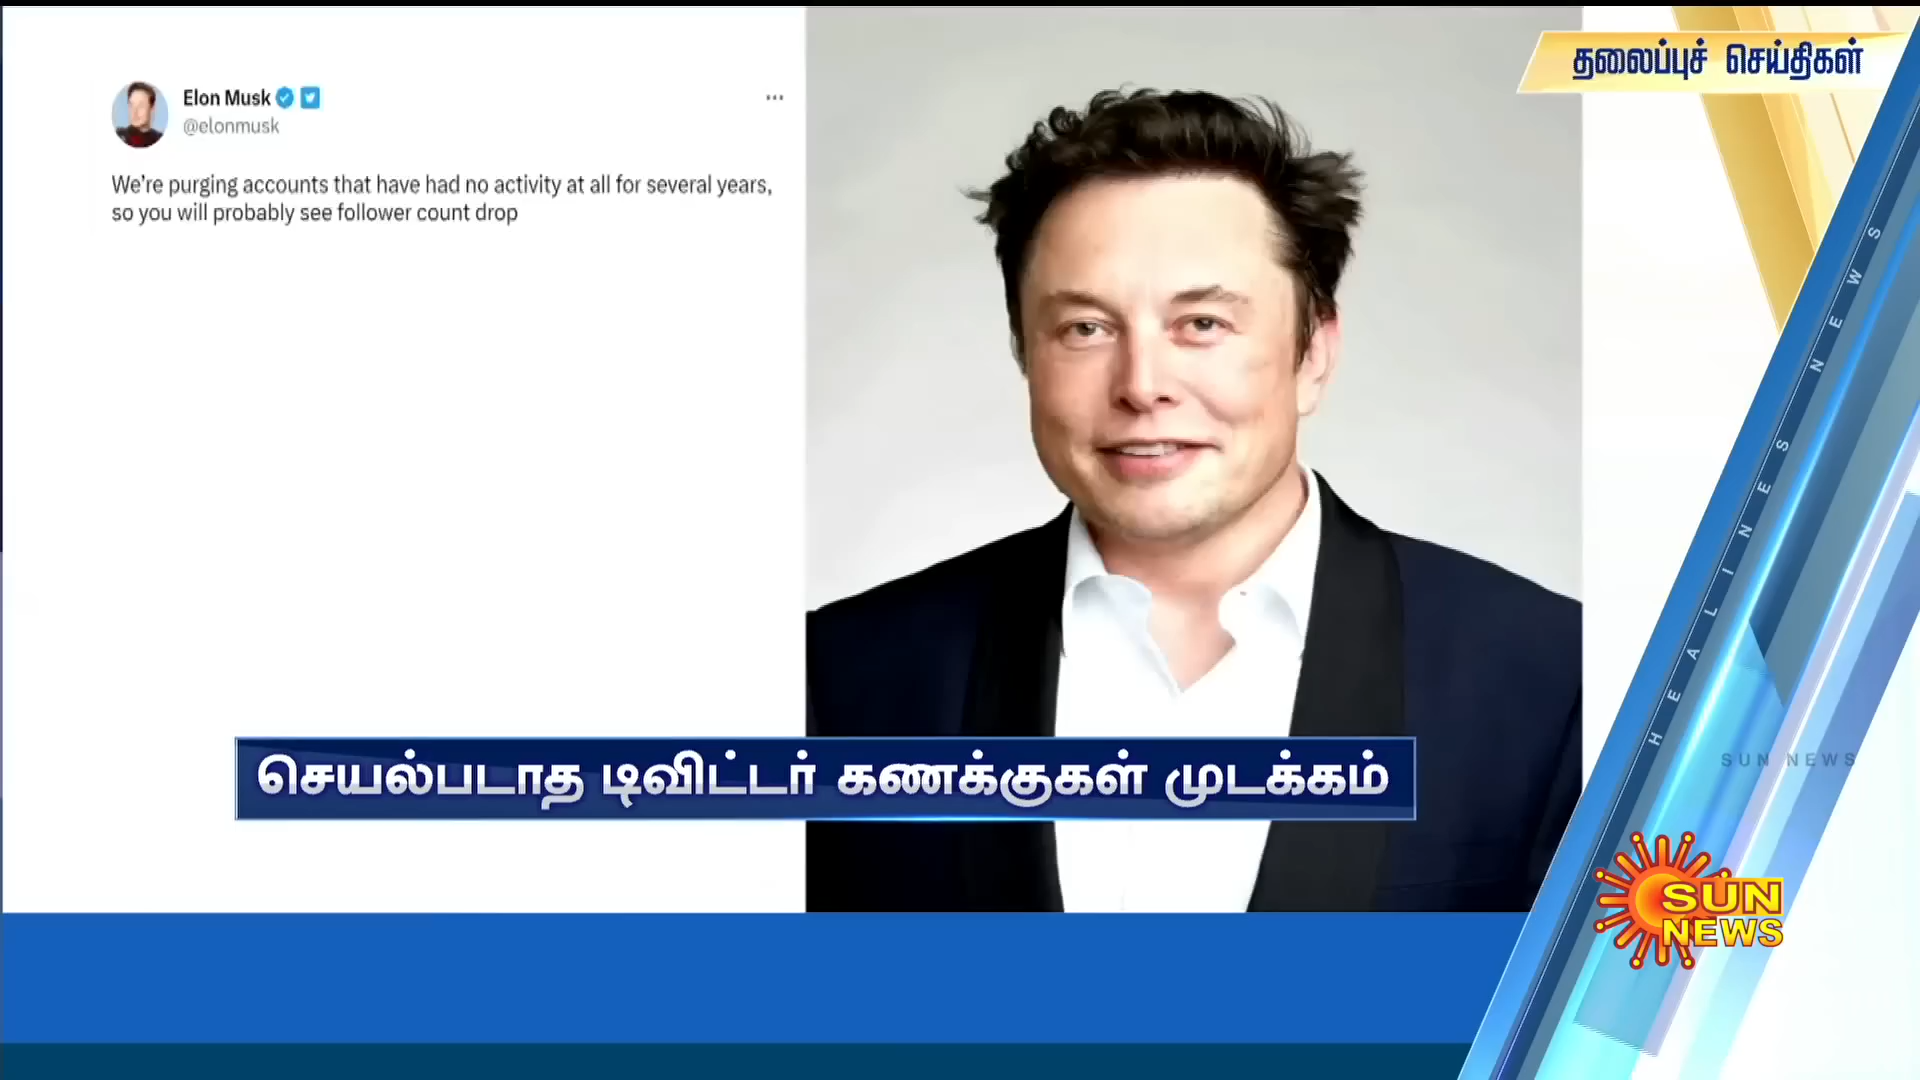 தலைப்புச் செய்திகள்
Elon Musk
@elonmusk
We're purging accounts that have had no activity at all for several years,
so you will probably see follower count drop
HEALINES NEWS
செயல்படாத டிவிட்டர் கணக்குகள் முடக்கம்
SUN NEWS
SUN
NEWS